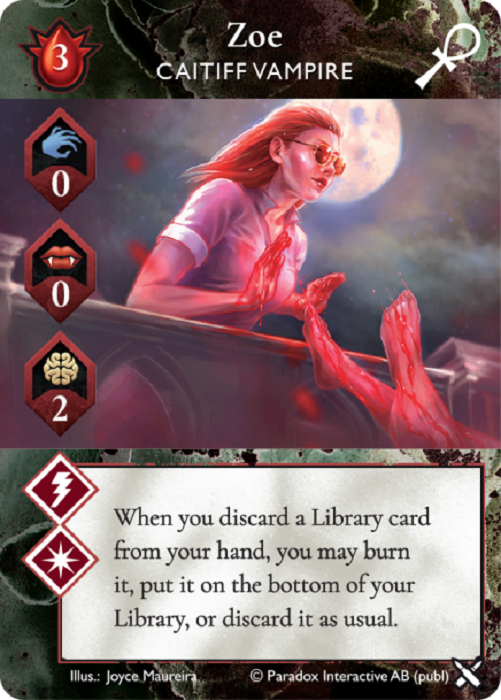 3
Zoe
CAITIFF VAMPIRE
0
0
2
When you discard a Library card
from your hand, you may burn
it, put it on the bottom of your
Library, or discard it as usual.
Illus.: Joyce Maureira © Paradox Interactive AB (publ)